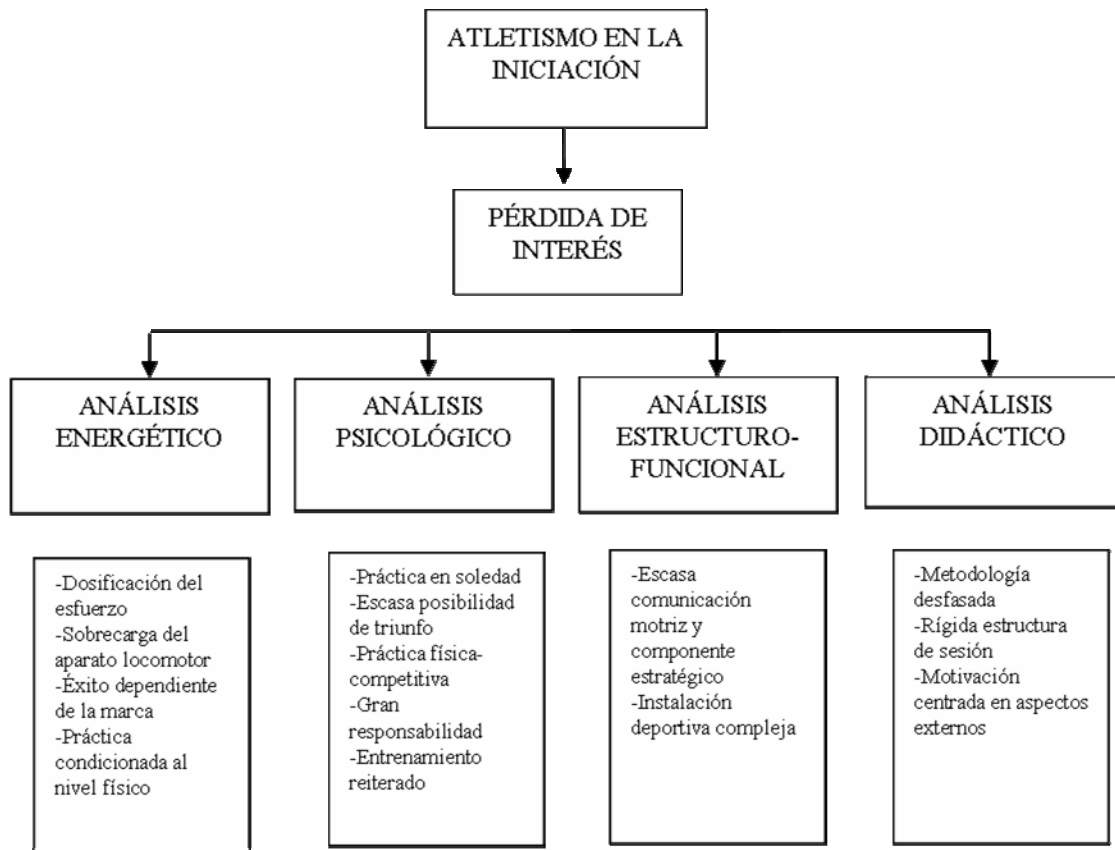 ATLETISMO EN LA
INICIACIÓN
PÉRDIDA DE
INTERÉS
ANÁLISIS
ENERGÉTICO
ANÁLISIS
PSICOLÓGICO
ANÁLISIS
ESTRUCTURO-
FUNCIONAL
ANÁLISIS
DIDÁCTICO
-Dosificación del
esfuerzo
-Sobrecarga del
aparato locomotor
-Éxito dependiente
de la marca
-Práctica
condicionada al
nivel físico
-Práctica en soledad
-Escasa posibilidad
de triunfo
-Práctica física-
competitiva
-Gran
responsabilidad
-Entrenamiento
reiterado
-Escasa
comunicación
motriz y
componente
estratégico
-Instalación
deportiva compleja
-Metodología
desfasada
-Rígida estructura
de sesión
-Motivación
centrada en aspectos
externos